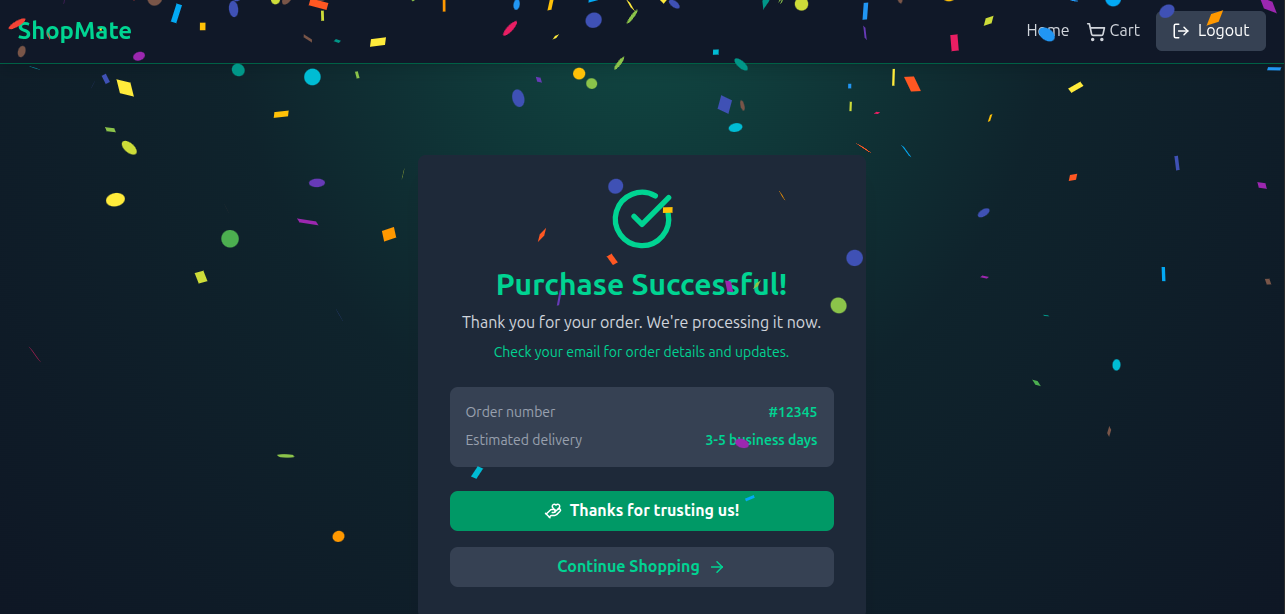 ShopMate
Home
Cart
Logout
Purchase Successful!
Thank you for your order. We're processing it now.
Check your email for order details and updates.
Order number #12345
Estimated delivery 3-5 business days
Thanks for trusting us!
Continue Shopping